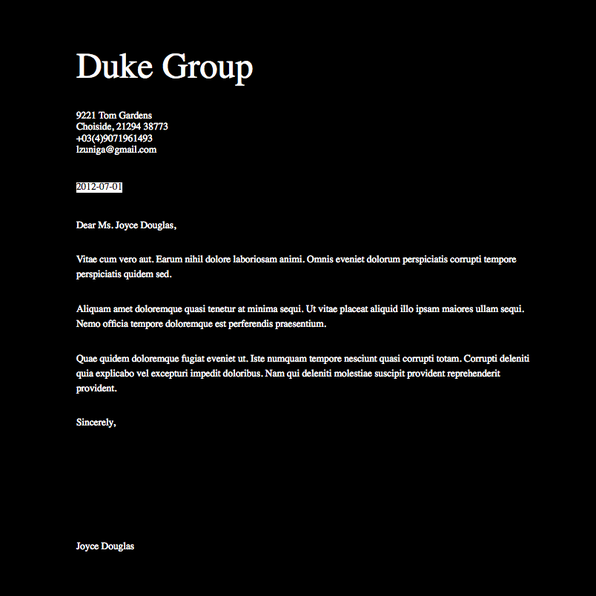 Duke Group
9221 Tom Gardens
Choiside, 21294 38773
+03(4)9071961493
lzuniga@gmail.com
2012-07-01
Dear Ms. Joyce Douglas,
Vitae cum vero aut. Earum nihil dolore laboriosam animi. Omnis eveniet dolorum perspiciatis corrupti tempore
perspiciatis quidem sed.
Aliquam amet doloremque quasi tenetur at minima sequi. Ut vitae placeat aliquid illo ipsam maiores ullam sequi.
Nemo officia tempore doloremque est perferendis praesentium.
Quae quidem doloremque fugiat eveniet ut. Iste numquam tempore nesciunt quasi corrupti totam. Corrupti deleniti
quia explicabo vel excepturi impedit doloribus. Nam qui deleniti molestiae suscipit provident reprehenderit
provident.
Sincerely,
Joyce Douglas